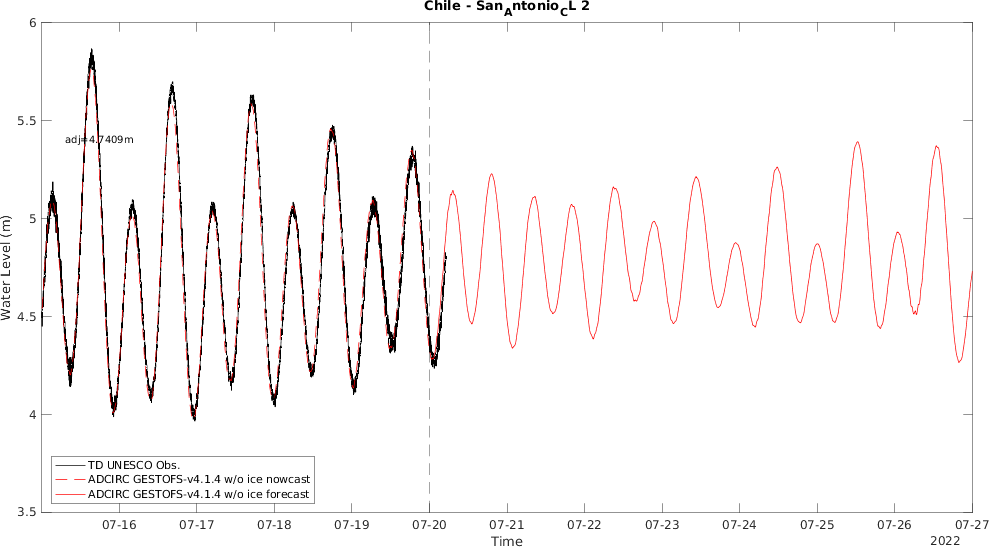 Chile - SanAntonioCL 2
6
5.5
5
4.5
4
3.5
Water Level (m)
adj=4.7409m
TD UNESCO Obs.
ADCIRC GESTOFS-v4.1.4 w/o ice nowcast
ADCIRC GESTOFS-v4.1.4 w/o ice forecast
07-16 07-17 07-18 07-19 07-20 07-21 07-22 07-23 07-24 07-25 07-26 07-27
Time
2022